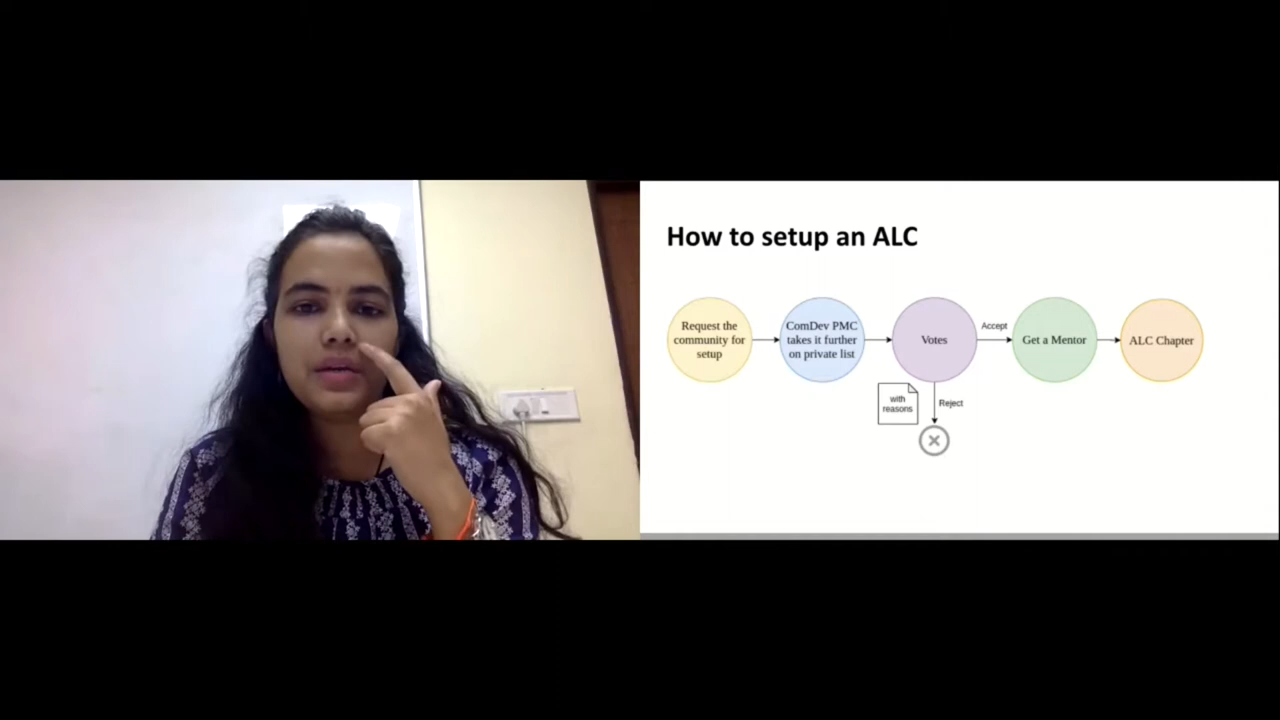 How to setup an ALC
Request the
community for
setup
ComDev PMC
takes it further
on private list
Votes
Accept
Get a Mentor
ALC Chapter
with
reasons
Reject